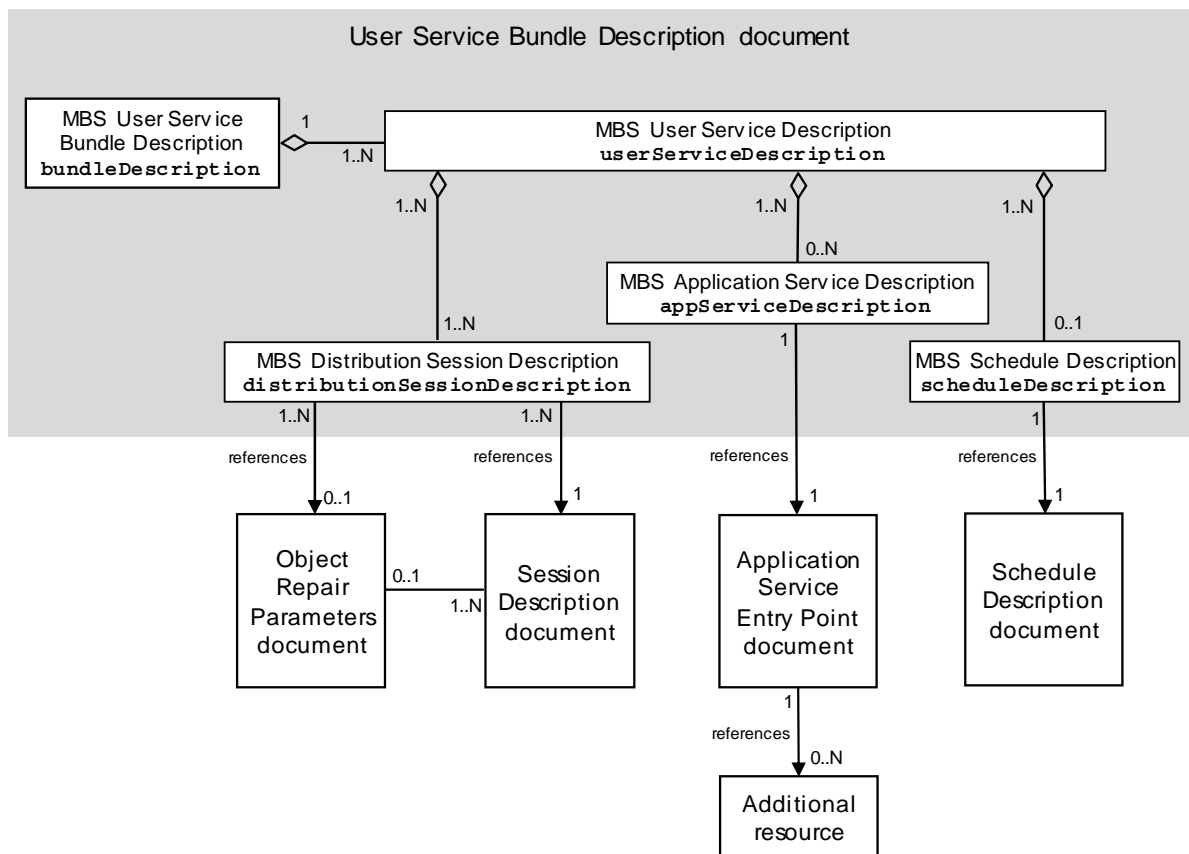 User Service Bundle Description document
MBS User Service
Bundle Description
bundleDescription
1
1..N
MBS User Service Description
userServiceDescription
1..N
1..N
1..N
0..N
MBS Application Service Description
appServiceDescription
1..N
1
0..1
MBS Distribution Session Description
distributionSessionDescription
MBS Schedule Description
scheduleDescription
1..N
1..N
1
references
references
references
references
0..1
1
1
1
Object
Repair
Parameters
document
0..1
1..N
Session
Description
document
Application
Service
Entry Point
document
Schedule
Description
document
1
references
0..N
Additional
resource